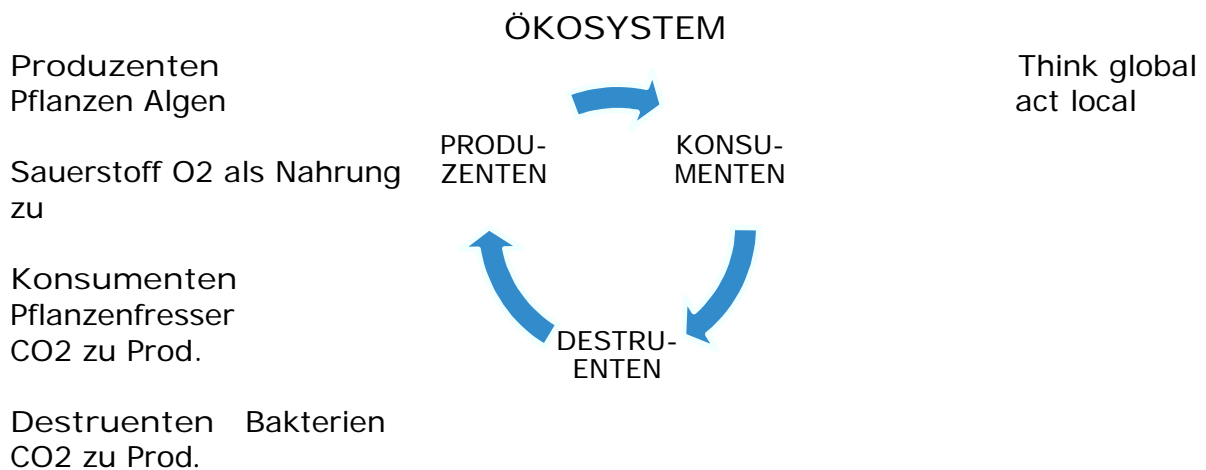 ÖKOSYSTEM
Produzenten
Pflanzen Algen
Sauerstoff O2 als Nahrung
zu
Konsumenten
Pflanzenfresser
CO2 zu Prod.
Destruenten Bakterien
CO2 zu Prod.
PRODU-
ZENTEN
KONSU-
MENTEN
DESTRU-
ENTEN
Think global
act local